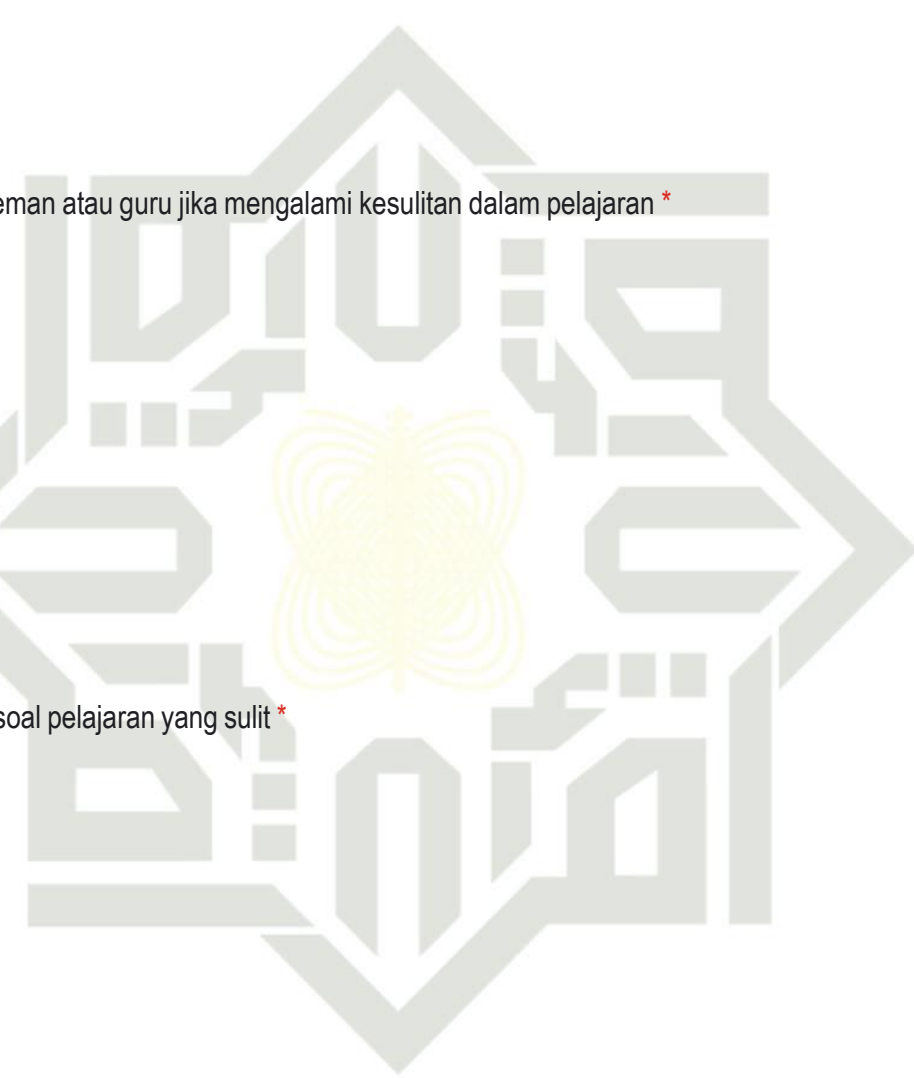 eman atau guru jika mengalami kesulitan dalam pelajaran *
soal pelajaran yang sulit *